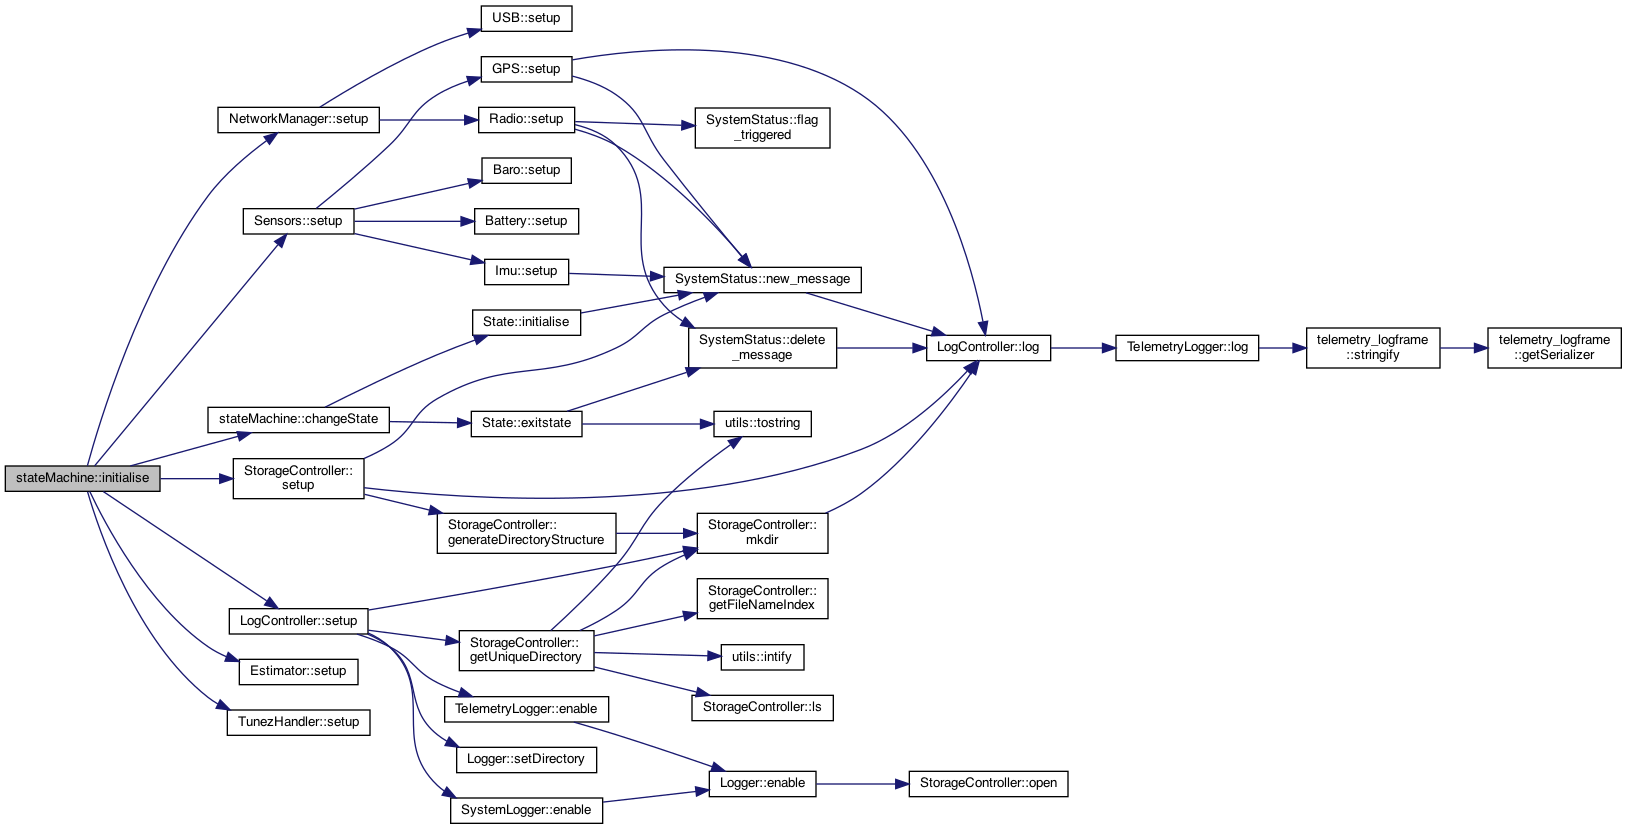 USB::setup
GPS::setup
NetworkManager::setup
Radio::setup
SystemStatus::flag
_triggered
Baro::setup
Sensors::setup
Battery::setup
Imu::setup
SystemStatus::new_message
State::initialise
SystemStatus::delete
_message
LogController::log
TelemetryLogger::log
telemetry_logframe
::stringify
telemetry_logframe
::getSerializer
stateMachine::changeState
State::exitstate
utils::tostring
stateMachine::initialise
StorageController::
setup
StorageController::
generateDirectoryStructure
StorageController::
mkdir
StorageController::
getFileNameIndex
LogController::setup
StorageController::
getUniqueDirectory
utils::intify
Estimator::setup
StorageController::ls
TelemetryLogger::enable
TunezHandler::setup
Logger::setDirectory
Logger::enable
StorageController::open
SystemLogger::enable